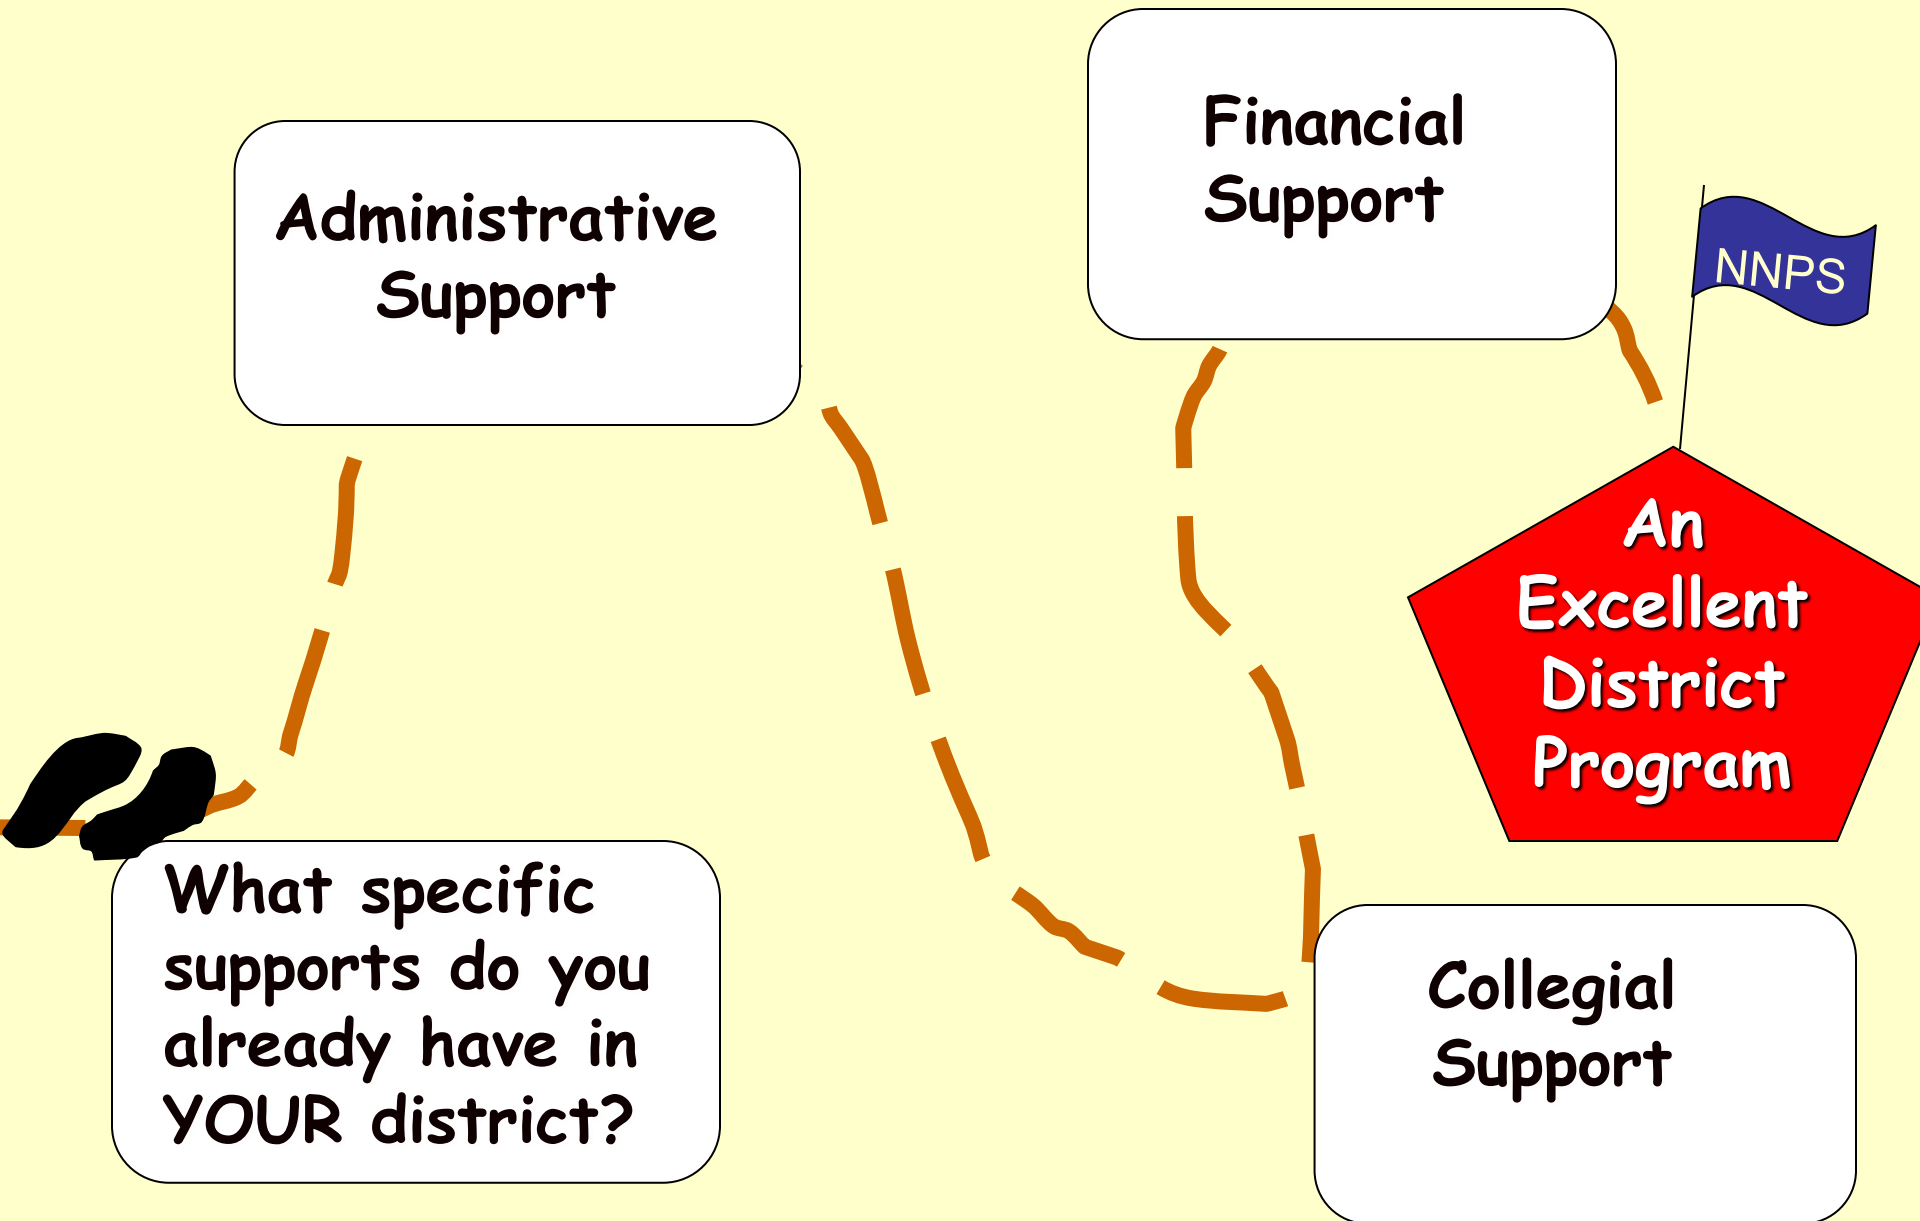 Administrative
Support
Financial
Support
NNPS
An
Excellent
District
Program
What specific
supports do you
already have in
YOUR district?
Collegial
Support